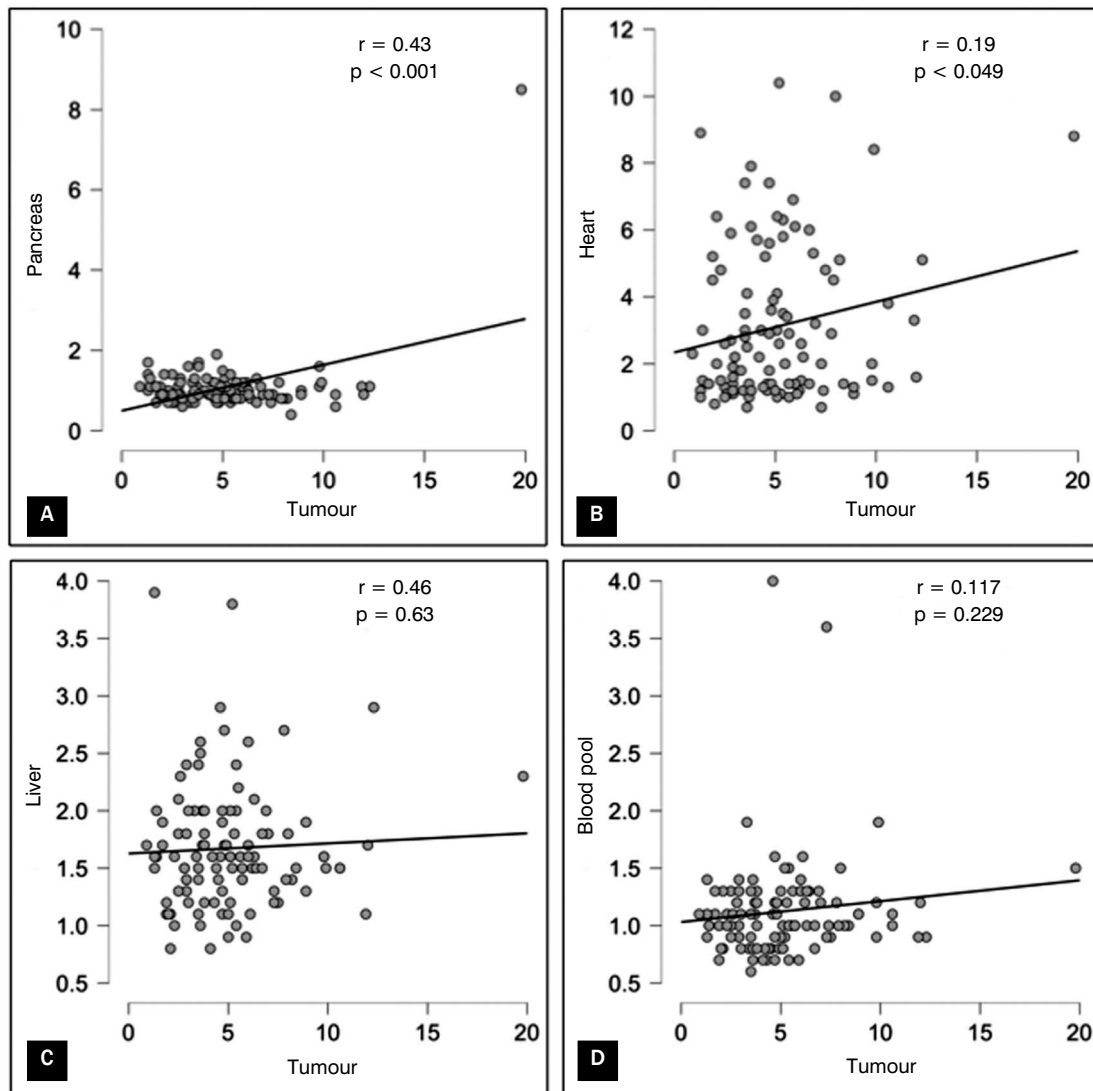 10
8
6
4
2
0
Pancreas
r = 0.43
p < 0.001
0 5 10 15 20
Tumour
A
12
10
8
6
4
2
0
Heart
r = 0.19
p < 0.049
0 5 10 15 20
Tumour
B
4.0
3.5
3.0
2.5
2.0
1.5
1.0
0.5
Liver
r = 0.46
p = 0.63
0 5 10 15 20
Tumour
C
4.0
3.5
3.0
2.5
2.0
1.5
1.0
0.5
Blood pool
r = 0.117
p = 0.229
0 5 10 15 20
Tumour
D